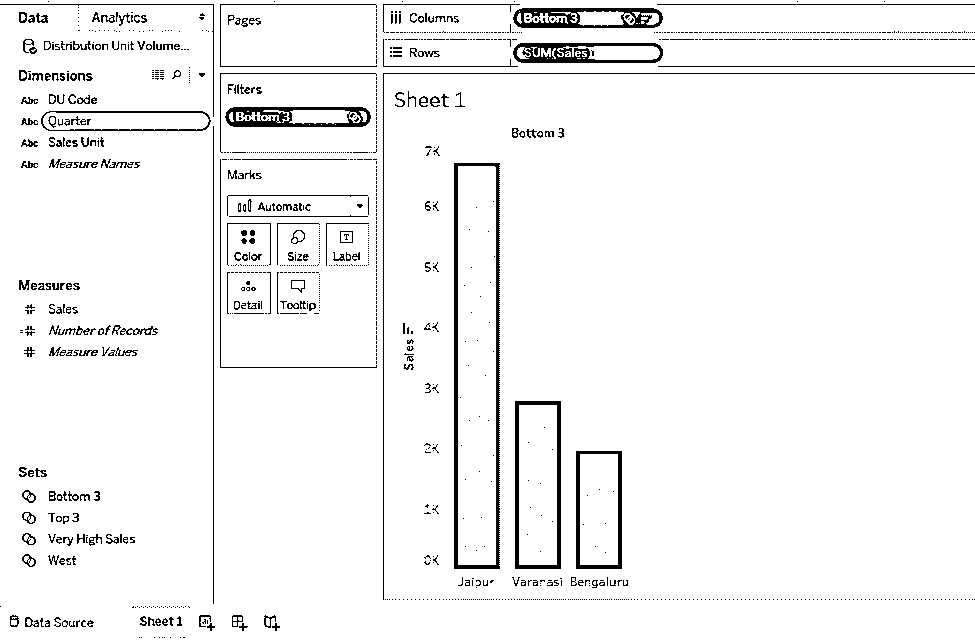 Data Analytics
Distribution Unit Volume...
Dimensions
Abc DU Code
Abc Quarter
Abc Sales Unit
Abc Measure Names
Measures
# Sales
=# Number of Records
# Measure Values
Sets
Bottom 3
Top 3
Very High Sales
West
Pages
Filters
Bottom 3
Marks
Automatic
Color Size Label
Detail Tooltip
Columns Bottom 3
Rows SUM(Sales)
Sheet 1
Bottom 3
7K
6K
5K
4K
3K
2K
1K
0K
Sales
Jaipur Varanasi Bengaluru
Data Source Sheet 1